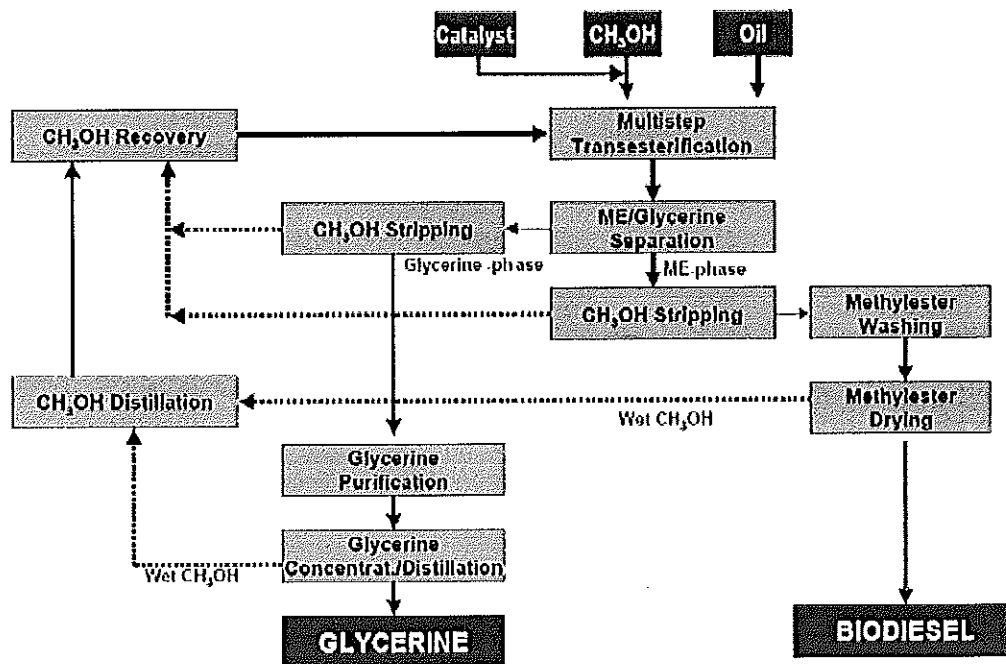 Catalyst
CH₃OH
Oil
CH₃OH Recovery
Multistep
Transesterification
CH₃OH Stripping
ME/Glycerine
Separation
Glycerine -phase
ME-phase
CH₃OH Stripping
Methylester
Washing
CH₃OH Distillation
Methylester
Drying
Wet CH₃OH
Glycerine
Purification
Glycerine
Concentrat./Distillation
Wet CH₃OH
GLYCERINE
BIODIESEL